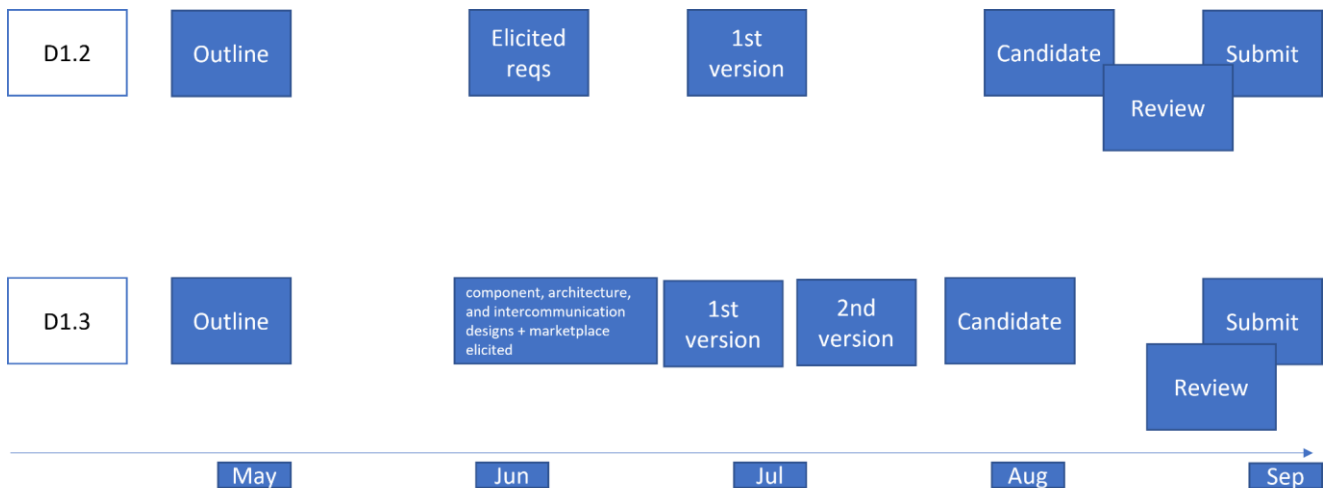 D1.2
Outline
Elicited
reqs
1st
version
Candidate
Review
Submit
D1.3
Outline
component, architecture,
and intercommunication
designs + marketplace
elicited
1st
version
2nd
version
Candidate
Review
Submit
May
Jun
Jul
Aug
Sep